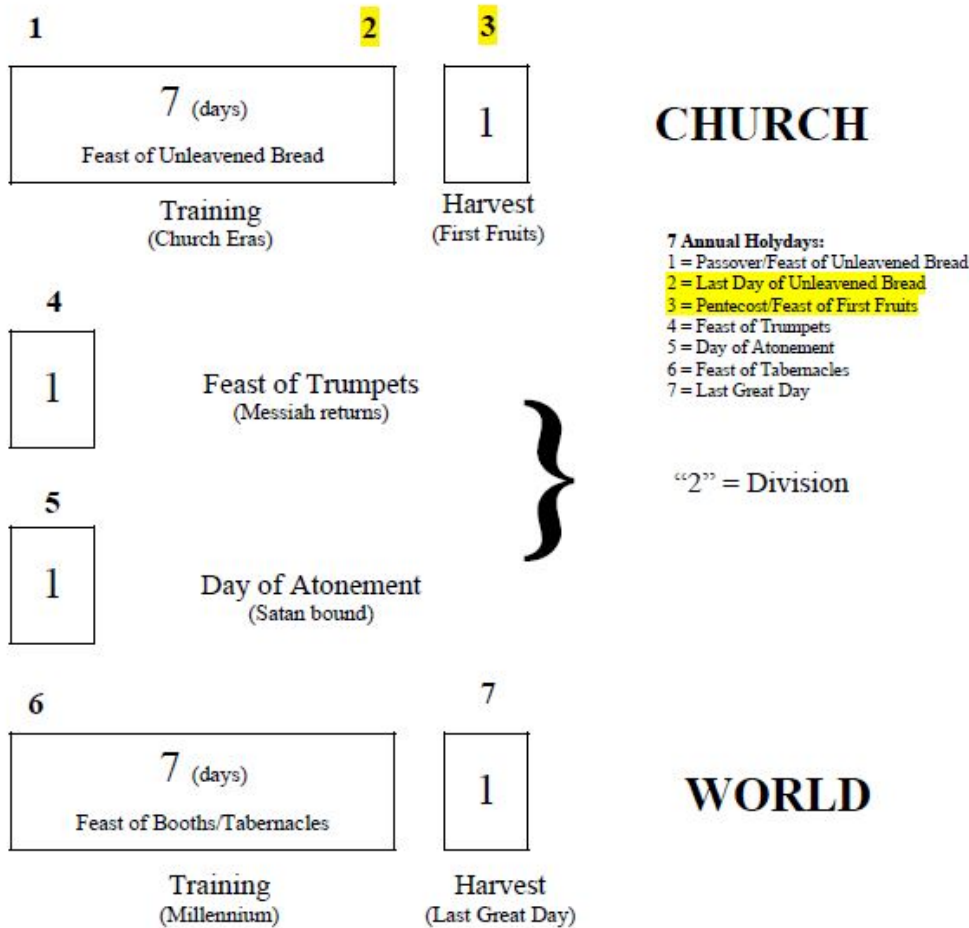 1
2
3
7 (days)
Feast of Unleavened Bread
1
CHURCH
Training
(Church Eras)
Harvest
(First Fruits)
7 Annual Holydays:
1 = Passover/Feast of Unleavened Bread
2 = Last Day of Unleavened Bread
3 = Pentecost/Feast of First Fruits
4 = Feast of Trumpets
5 = Day of Atonement
6 = Feast of Tabernacles
7 = Last Great Day
4
1
Feast of Trumpets
(Messiah returns)
}
“2” = Division
5
1
Day of Atonement
(Satan bound)
6
7
7 (days)
Feast of Booths/Tabernacles
1
WORLD
Training
(Millennium)
Harvest
(Last Great Day)